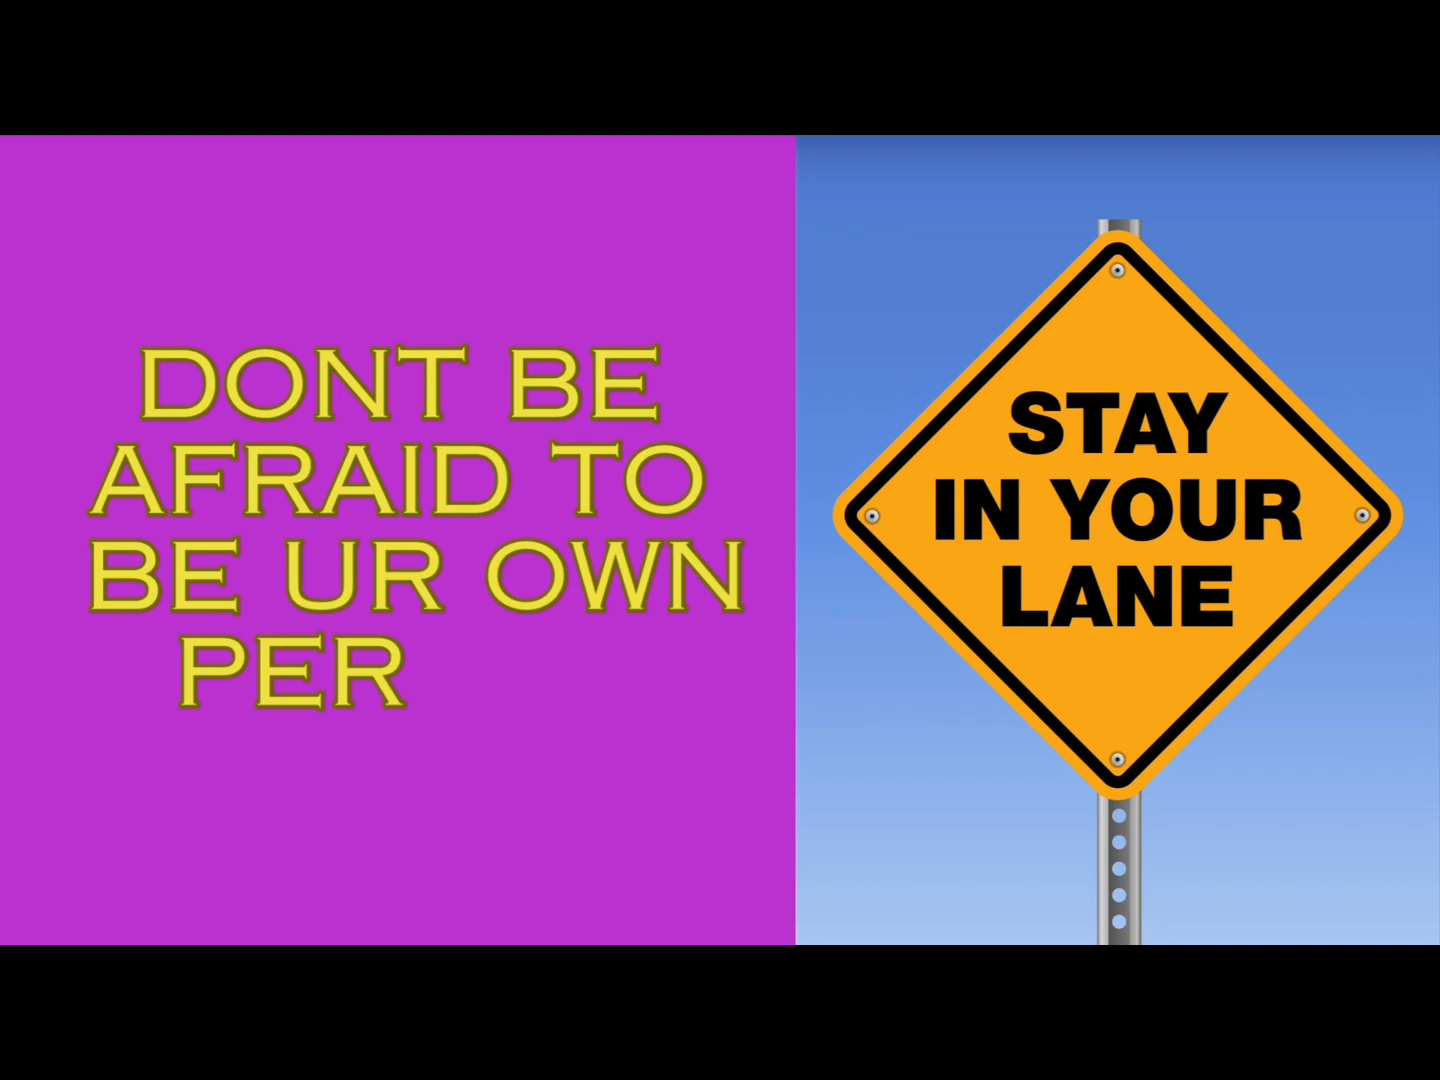 DONT BE
AFRAID TO
BE UR OWN
PER
STAY
IN YOUR
LANE